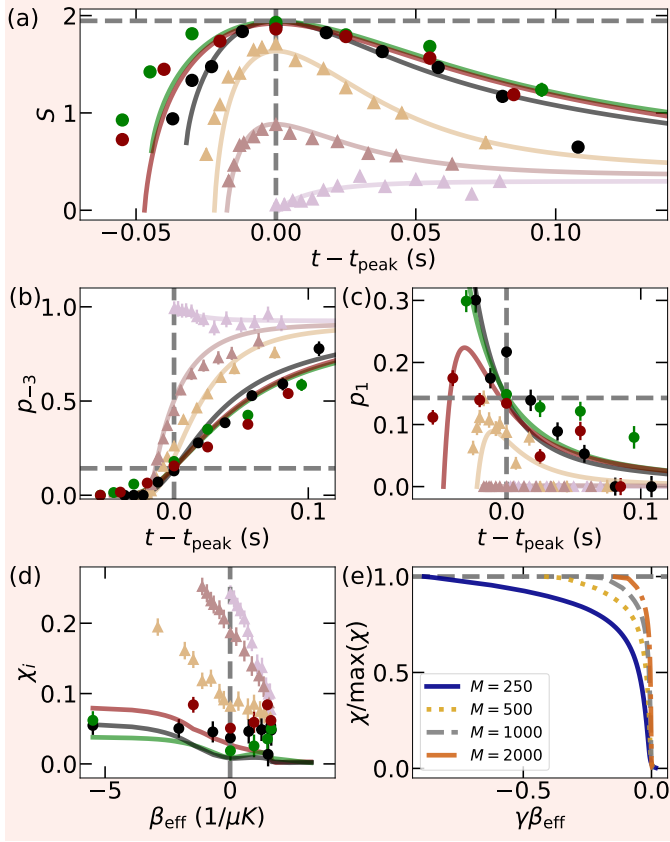 (a)
2
1
0
S
−0.05
0.00
0.05
0.10
t − t_peak (s)
(b)
1.0
0.5
0.0
p_−3
0.0
0.1
t − t_peak (s)
(c)
0.3
0.2
0.1
0.0
p_1
0.0
0.1
t − t_peak (s)
(d)
0.2
0.1
0.0
χ_i
−5
0
β_eff (1/μK)
(e)
1.0
0.5
0.0
χ/max(χ)
M = 250
M = 500
M = 1000
M = 2000
−0.5
0.0
γβ_eff